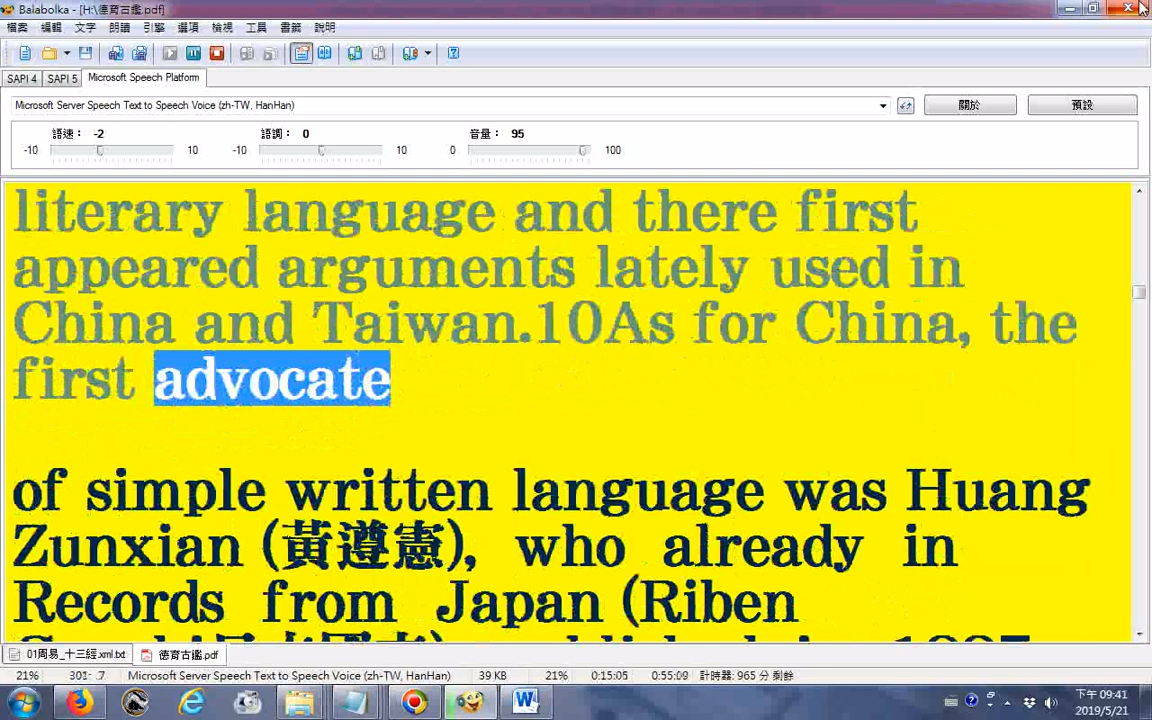 Balabolka - [H:\德育古鑑.pdf]
檔案 編輯 文字 朗讀 引擎 選項 檢視 工具 書籤 說明
SAPI 4 SAPI 5 Microsoft Speech Platform
Microsoft Server Speech Text to Speech Voice (zh-TW, HanHan) 關於 預設
語速： -2 語調： 0 音量： 95
-10 10 -10 10 0 100
literary language and there first
appeared arguments lately used in
China and Taiwan.10As for China, the
first advocate
of simple written language was Huang
Zunxian (黃遵憲), who already in
Records from Japan (Riben
01周易_十三經.xml.txt 德育古鑑.pdf
21% 301- .7 Microsoft Server Speech Text to Speech Voice (zh-TW, HanHan) 39 KB 21% 0:15:05 0:55:09 計時器: 965 分 剩餘
下午 09:41
2019/5/21